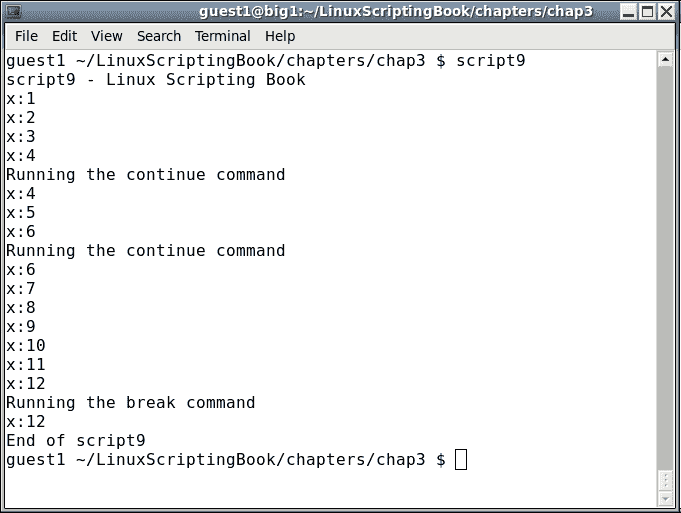 guest1@big1:~/LinuxScriptingBook/chapters/chap3
File Edit View Search Terminal Help
guest1 ~/LinuxScriptingBook/chapters/chap3 $ script9
script9 - Linux Scripting Book
x:1
x:2
x:3
x:4
Running the continue command
x:4
x:5
x:6
Running the continue command
x:6
x:7
x:8
x:9
x:10
x:11
x:12
Running the break command
x:12
End of script9
guest1 ~/LinuxScriptingBook/chapters/chap3 $